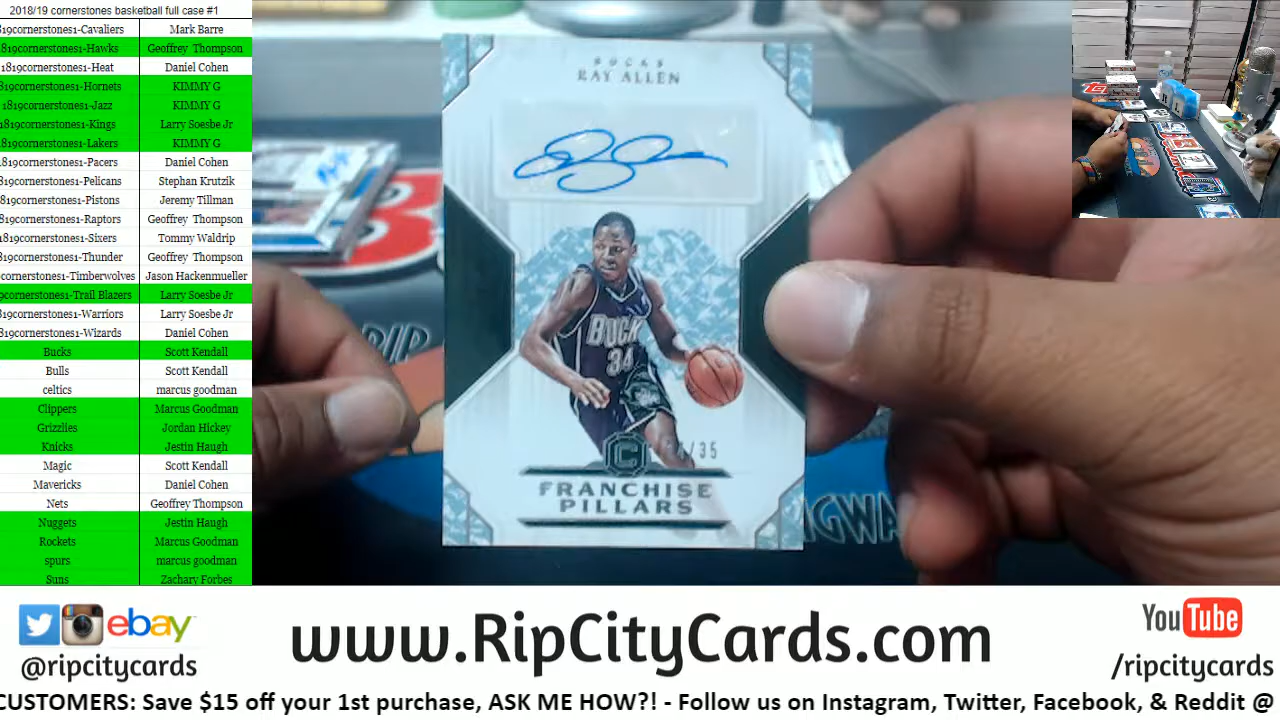 2018/19 cornerstones basketball full case #1
1819cornerstones1-Cavaliers Mark Barre
1819cornerstones1-Hawks Geoffrey Thompson
1819cornerstones1-Heat Daniel Cohen
1819cornerstones1-Hornets KIMMY G
1819cornerstones1-Jazz KIMMY G
1819cornerstones1-Kings Larry Soesbe Jr
1819cornerstones1-Lakers KIMMY G
1819cornerstones1-Pacers Daniel Cohen
819cornerstones1-Pelicans Stephan Krutzik
819cornerstones1-Pistons Jeremy Tillman
819cornerstones1-Raptors Geoffrey Thompson
1819cornerstones1-Sixers Tommy Waldrip
819cornerstones1-Thunder Geoffrey Thompson
cornerstones1-Timberwolves Jason Hackenmueller
9cornerstones1-Trail Blazers Larry Soesbe Jr
819cornerstones1-Warriors Larry Soesbe Jr
819cornerstones1-Wizards Daniel Cohen
Bucks Scott Kendall
Bulls Scott Kendall
celtics marcus goodman
Clippers Marcus Goodman
Grizzlies Jordan Hickey
Knicks Jestin Haugh
Magic Scott Kendall
Mavericks Daniel Cohen
Nets Geoffrey Thompson
Nuggets Jestin Haugh
Rockets Marcus Goodman
spurs marcus goodman
Suns Zachary Forbes
BUCKS
RAY ALLEN
BUCK
34
/35
C
FRANCHISE
PILLARS
RIP
ebay
@ripcitycards
www.RipCityCards.com
YouTube
/ripcitycards
CUSTOMERS: Save $15 off your 1st purchase, ASK ME HOW?! - Follow us on Instagram, Twitter, Facebook, & Reddit @